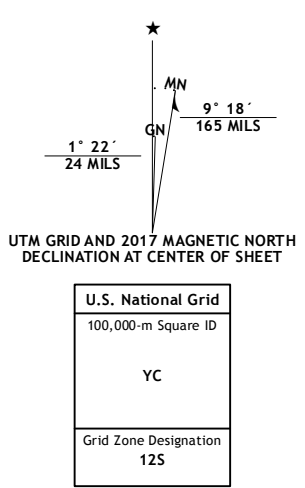 ★
MN
GN
9° 18´
165 MILS
1° 22´
24 MILS
UTM GRID AND 2017 MAGNETIC NORTH
DECLINATION AT CENTER OF SHEET
U.S. National Grid
100,000-m Square ID
YC
Grid Zone Designation
12S